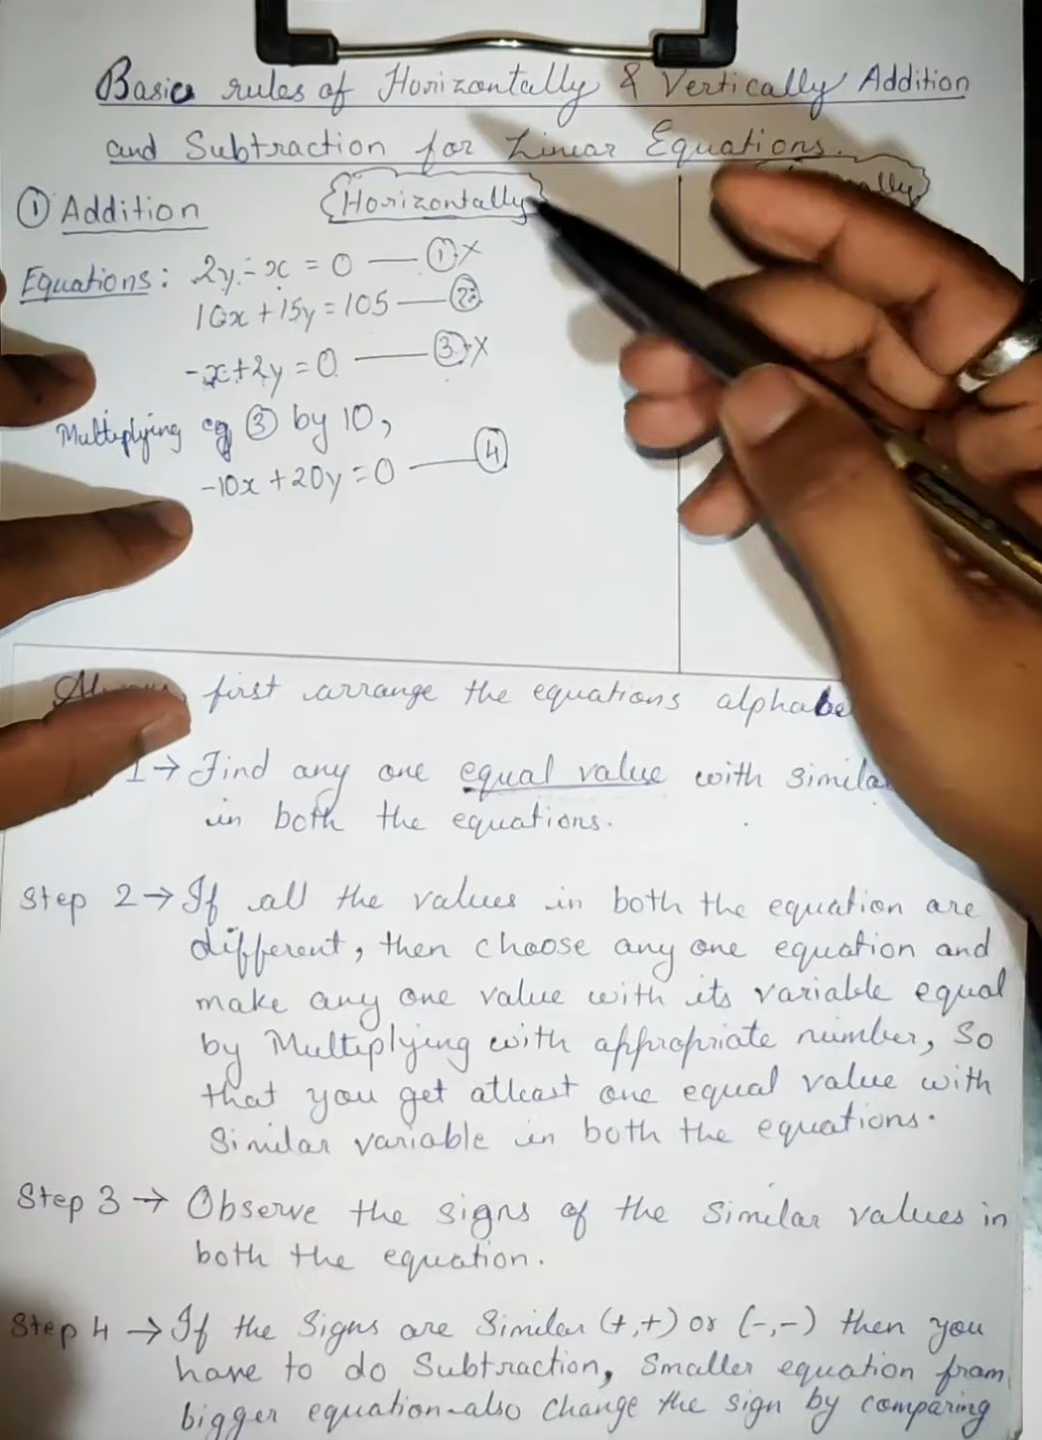 Basic rules of Horizontally & Vertically Addition
and Subtraction for Linear Equations.
① Addition
Horizontally
Equations: 2y - x = 0 — ① ×
10x + 15y = 105 — ②
-x + 2y = 0 — ③ ×
Multiplying eq ③ by 10,
-10x + 20y = 0 — ④
first arrange the equations
1 → Find any one equal value with
in both the equations.
Step 2 → If all the values in both the equation are
different, then choose any one equation and
make any one value with its variable equal
by Multiplying with appropriate number, So
that you get atleast one equal value with
Similar variable in both the equations.
Step 3 → Observe the signs of the Similar values in
both the equation.
Step 4 → If the Signs are Similar (+,+) or (-,-) then you
have to do Subtraction, Smaller equation from
bigger equation-also change the sign by comparing